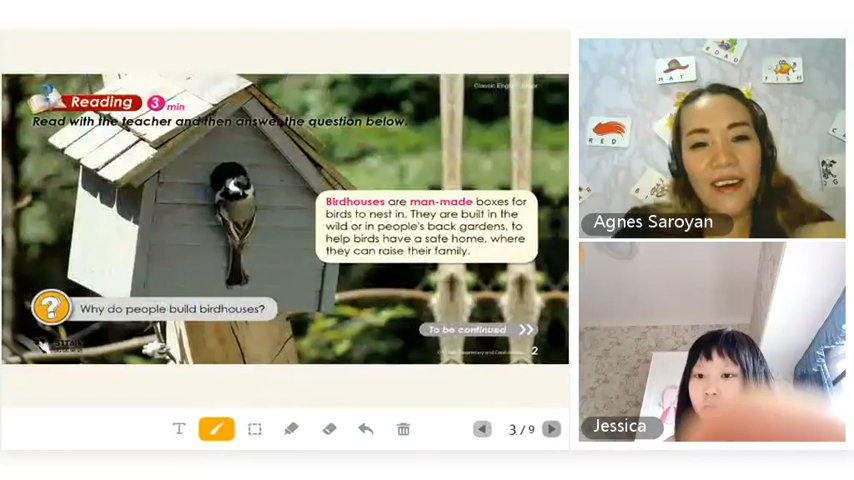 Reading 3 min
Read with the teacher and then answer the question below.
Birdhouses are man-made boxes for
birds to nest in. They are built in the
wild or in people's back gardens, to
help birds have a safe home, where
they can raise their family.
Why do people build birdhouses?
To be continued
2
T
3 / 9
ROAD
HAT
FISH
RED
Agnes Saroyan
Jessica